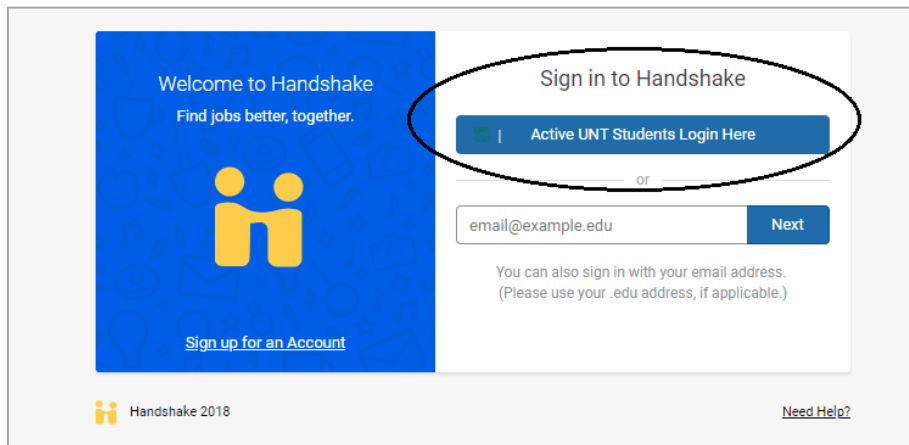 Welcome to Handshake
Find jobs better, together.
Sign up for an Account
Sign in to Handshake
| Active UNT Students Login Here
or
email@example.edu
Next
You can also sign in with your email address.
(Please use your .edu address, if applicable.)
Handshake 2018
Need Help?